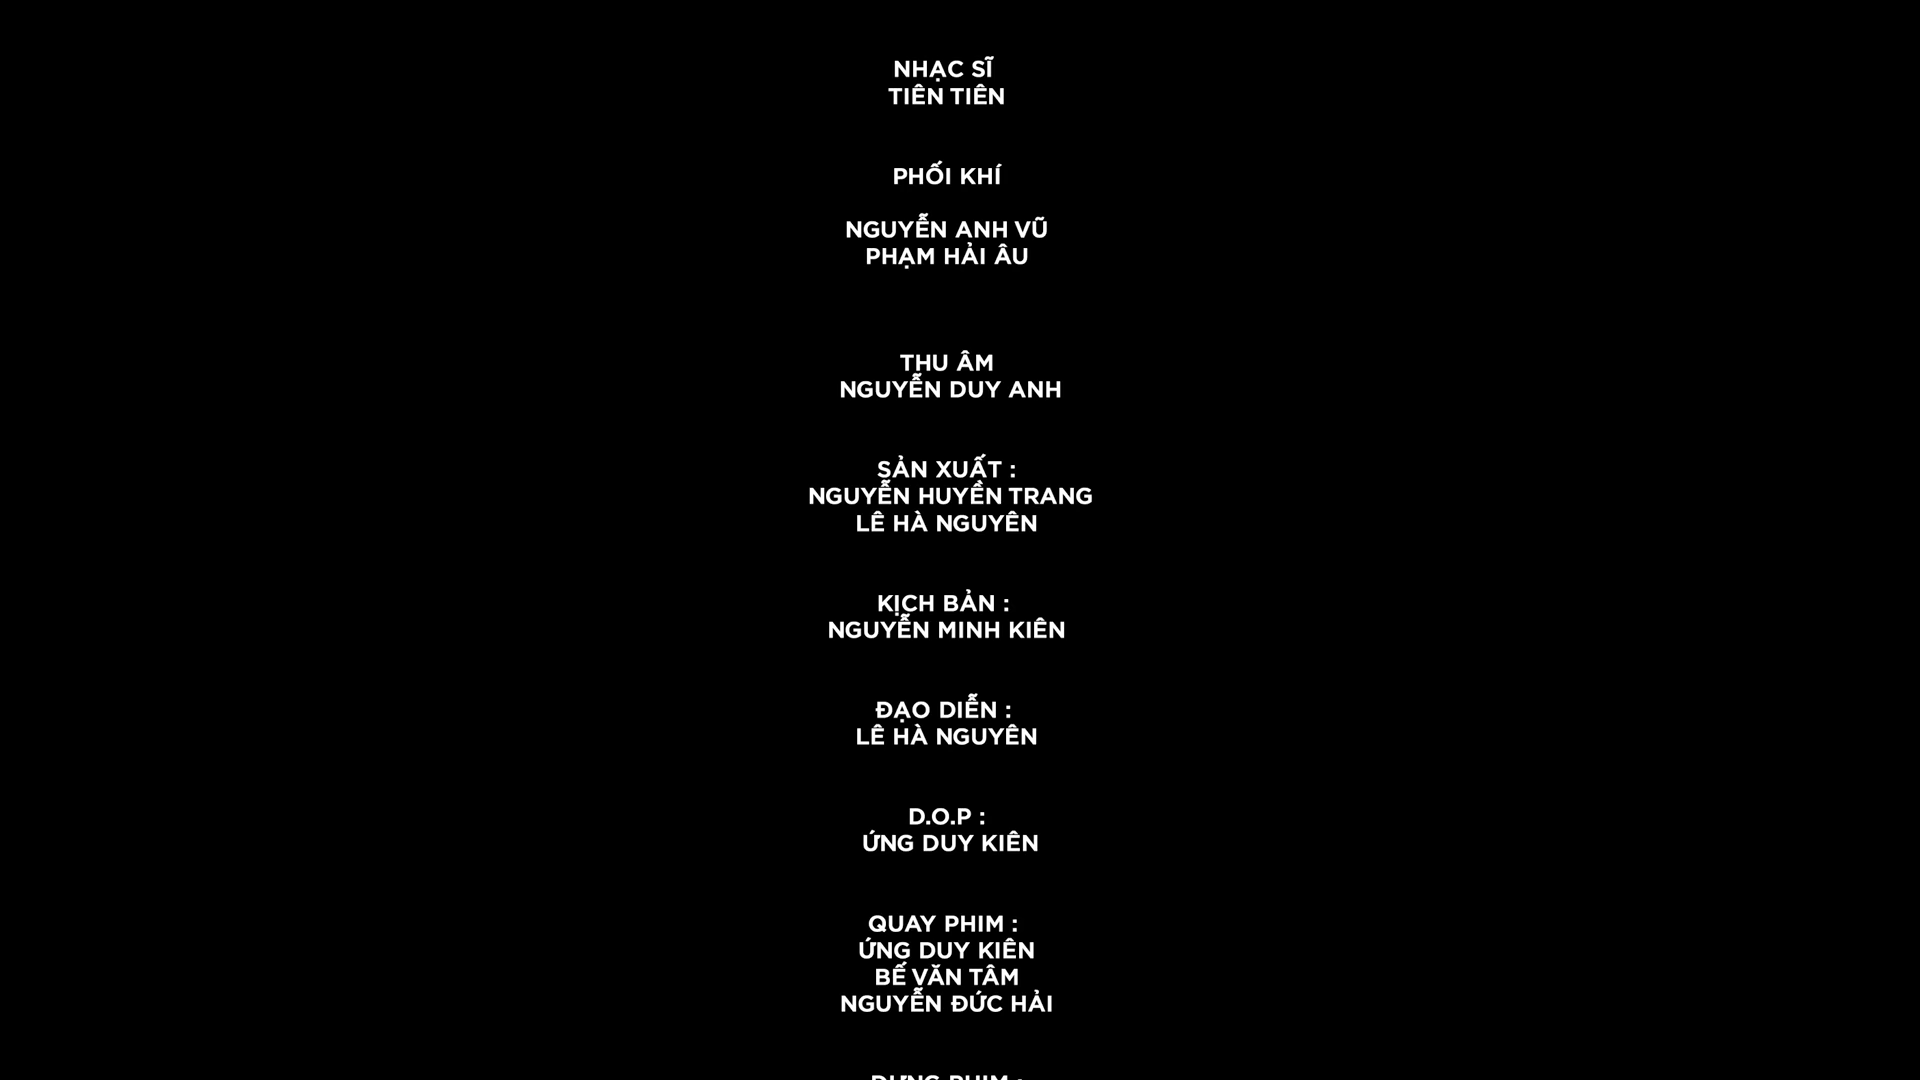 NHẠC SĨ
TIÊN TIÊN
PHỐI KHÍ
NGUYỄN ANH VŨ
PHẠM HẢI ÂU
THU ÂM
NGUYỄN DUY ANH
SẢN XUẤT :
NGUYỄN HUYỀN TRANG
LÊ HÀ NGUYÊN
KỊCH BẢN :
NGUYỄN MINH KIÊN
ĐẠO DIỄN :
LÊ HÀ NGUYÊN
D.O.P :
ỨNG DUY KIÊN
QUAY PHIM :
ỨNG DUY KIÊN
BẾ VĂN TÂM
NGUYỄN ĐỨC HẢI
DỰNG PHIM :